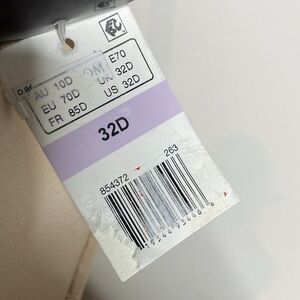 E70
AU 10D UK 32D
EU 70D US 32D
FR 85D
32D
854372 263